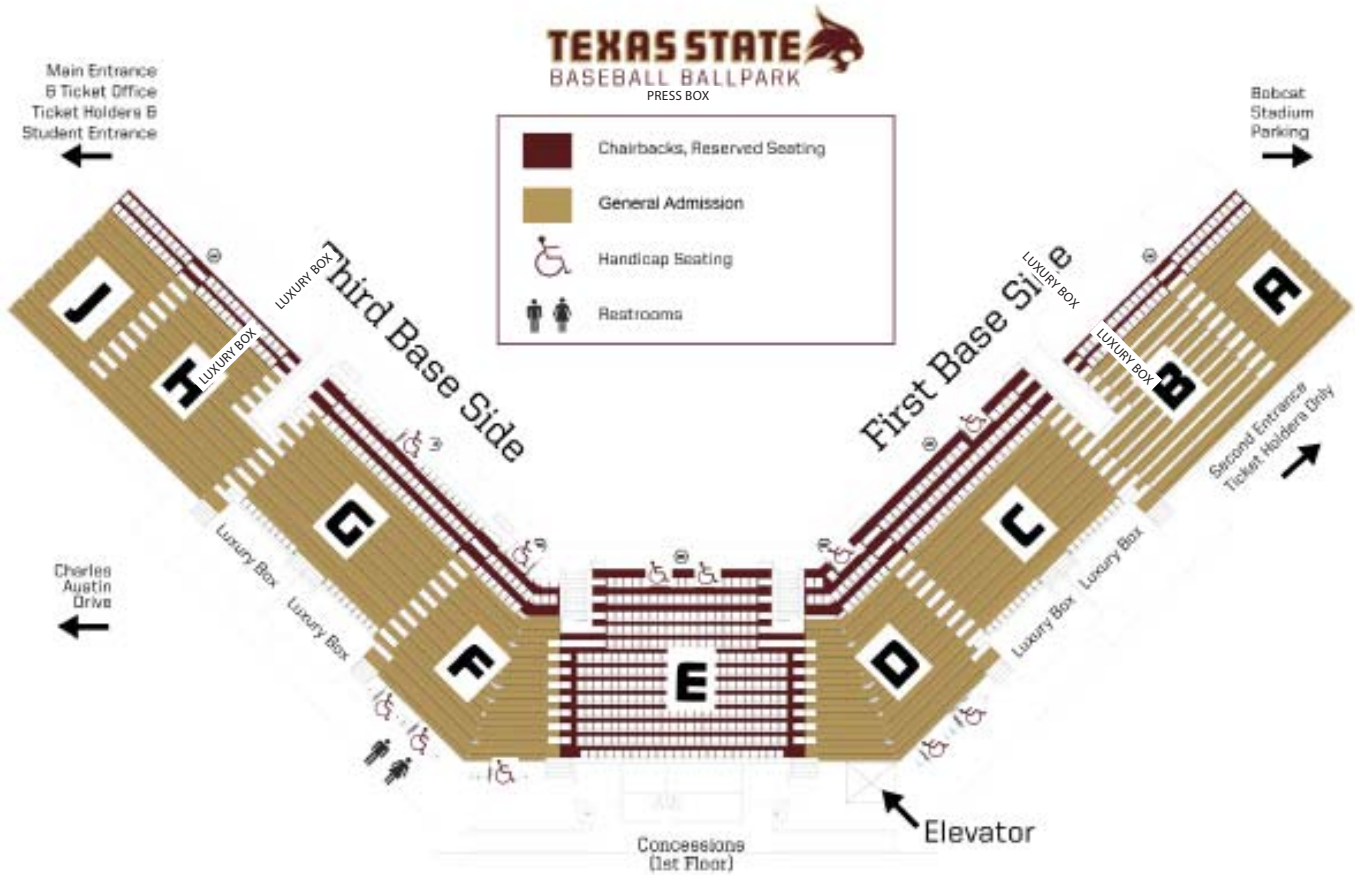 TEXAS STATE
BASEBALL BALLPARK
PRESS BOX
Main Entrance
& Ticket Office
Ticket Holders &
Student Entrance
Bobcat
Stadium
Parking
Chairbacks, Reserved Seating
General Admission
Handicap Seating
Restrooms
Third Base Side
First Base Side
LUXURY BOX
LUXURY BOX
LUXURY BOX
LUXURY BOX
J
H
G
F
E
D
C
B
A
Second Entrance
Ticket Holders Only
Luxury Box
Luxury Box
Luxury Box
Luxury Box
Charles
Austin
Drive
Elevator
Concessions
(1st Floor)